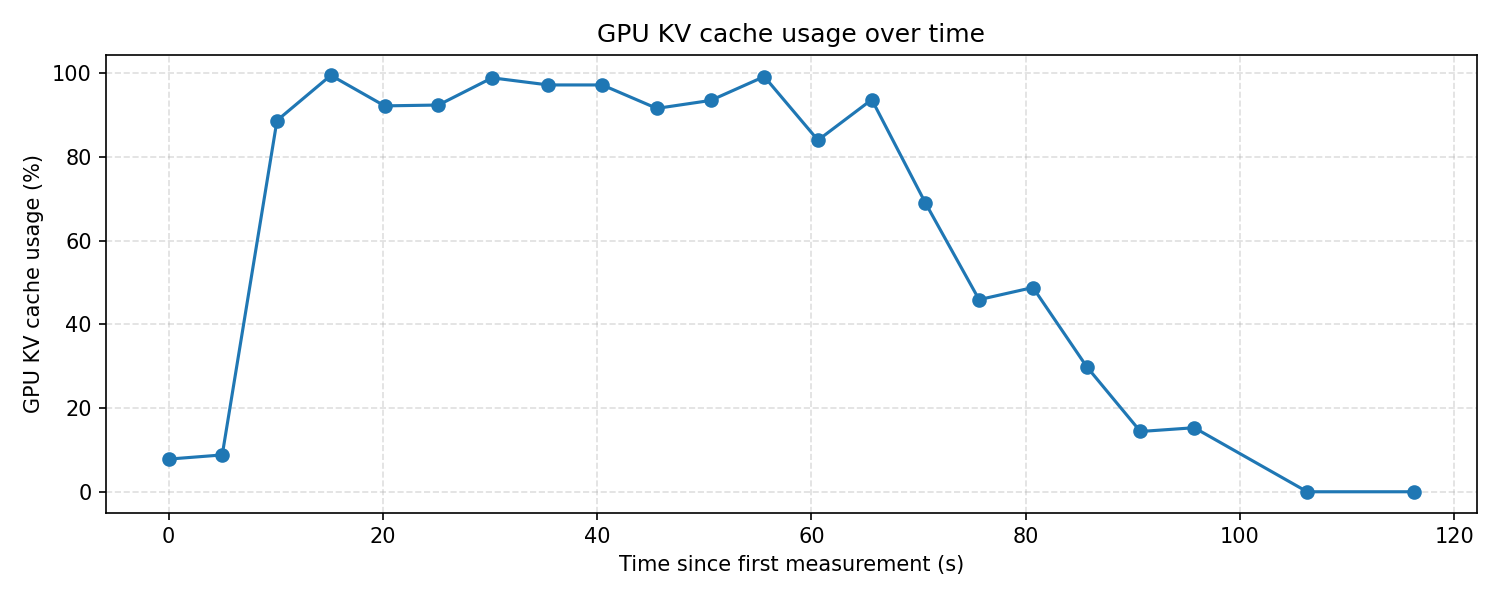 GPU KV cache usage over time
GPU KV cache usage (%)
100
80
60
40
20
0
0 20 40 60 80 100 120
Time since first measurement (s)